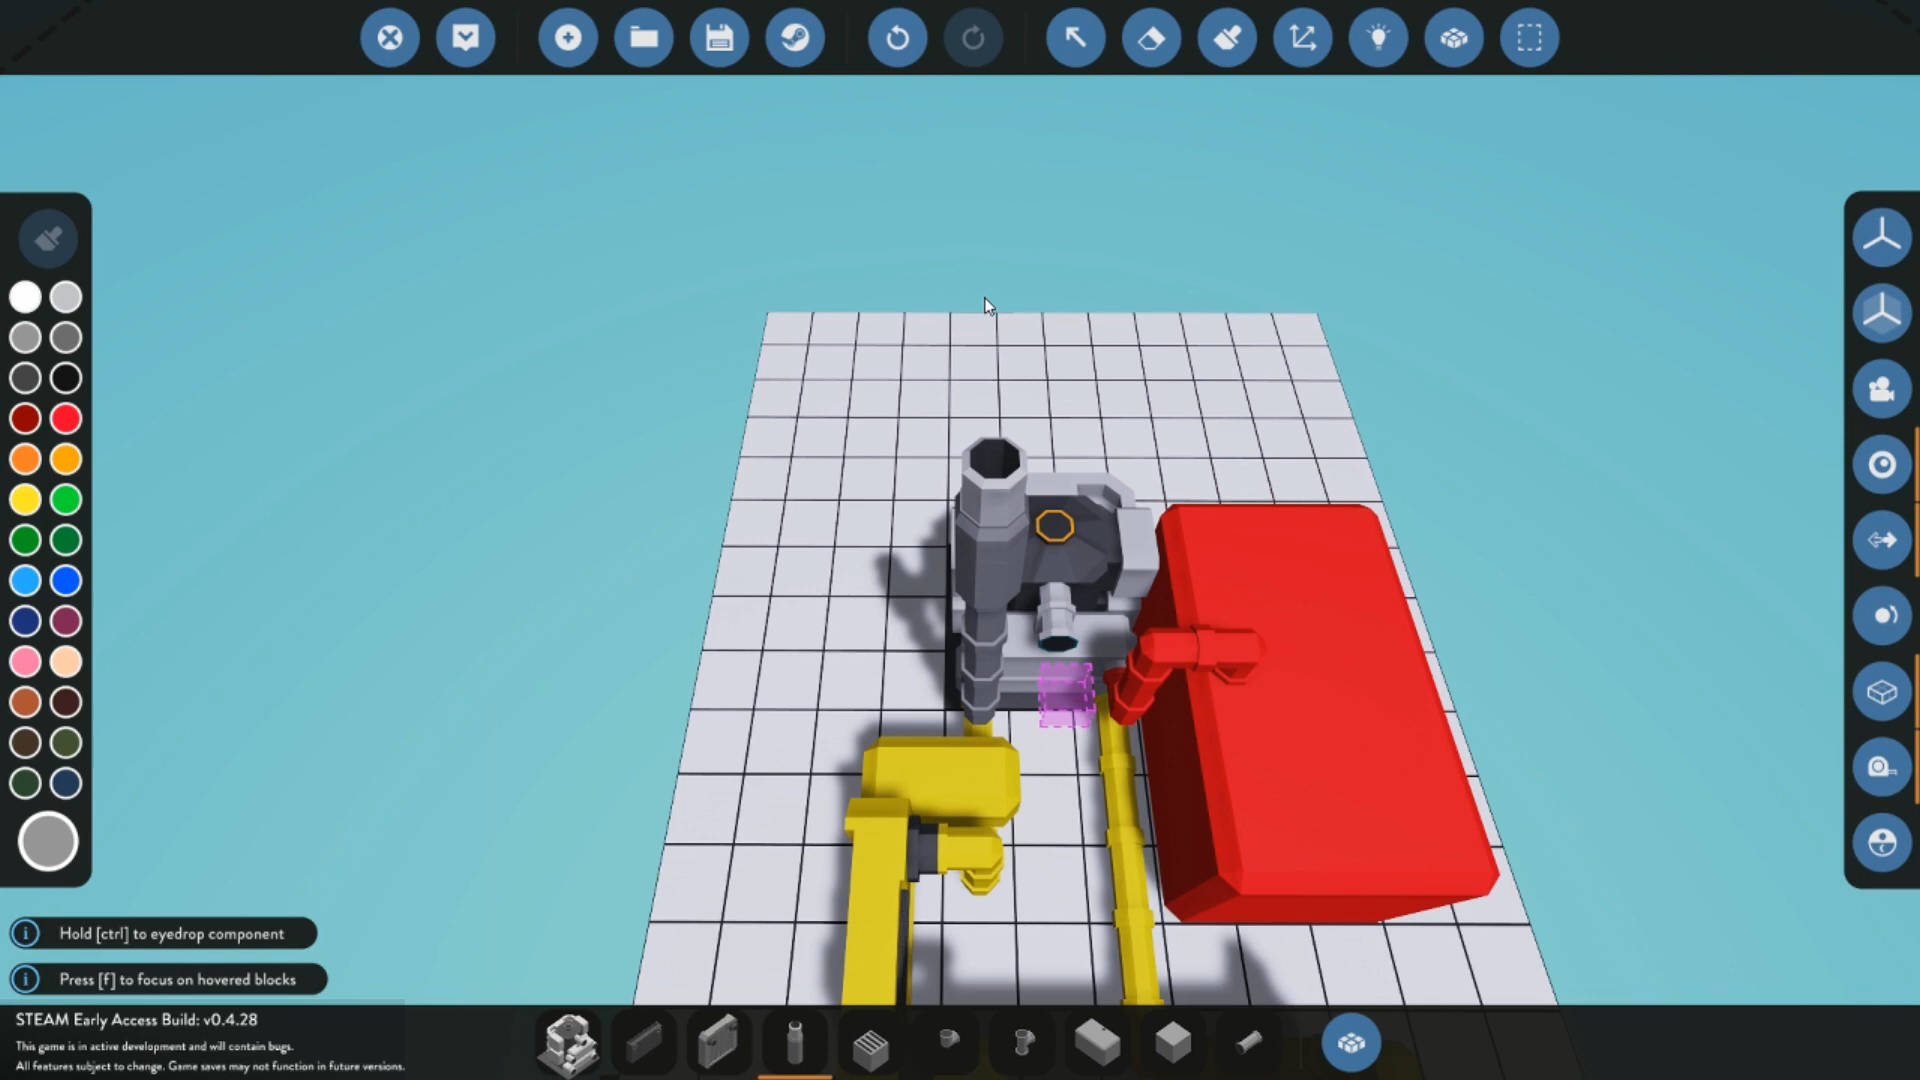 Hold [ctrl] to eyedrop component
Press [f] to focus on hovered blocks
STEAM Early Access Build: v0.4.28
This game is in active development and will contain bugs.
All features subject to change. Game saves may not function in future versions.